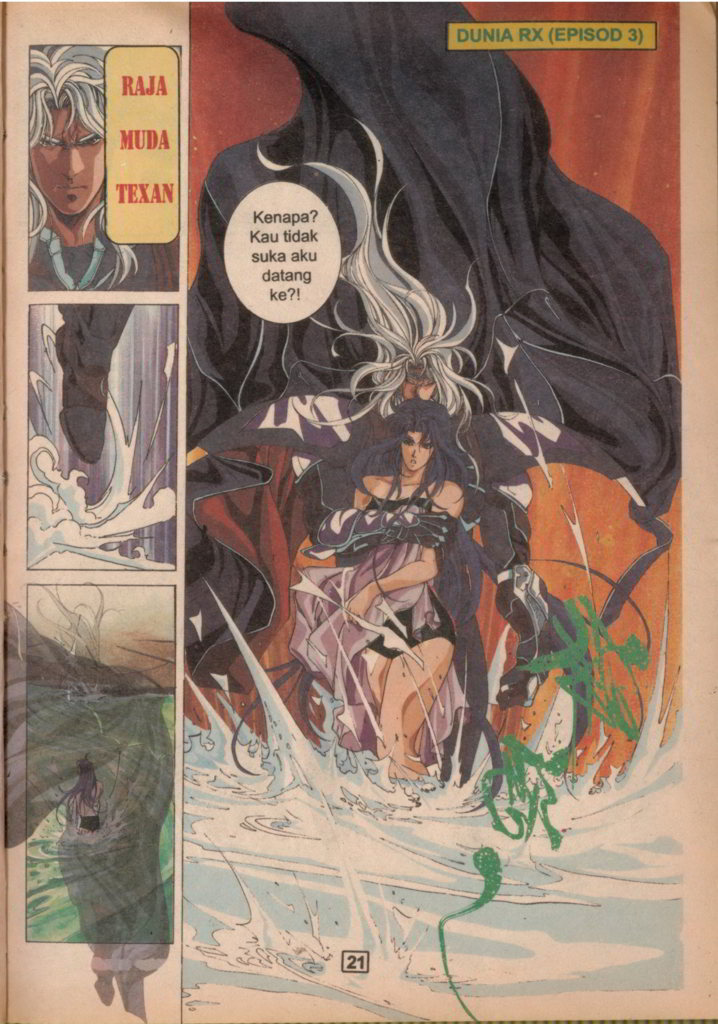 DUNIA RX (EPISOD 3)
RAJA
MUDA
TEXAN
Kenapa?
Kau tidak
suka aku
datang
ke?!
21